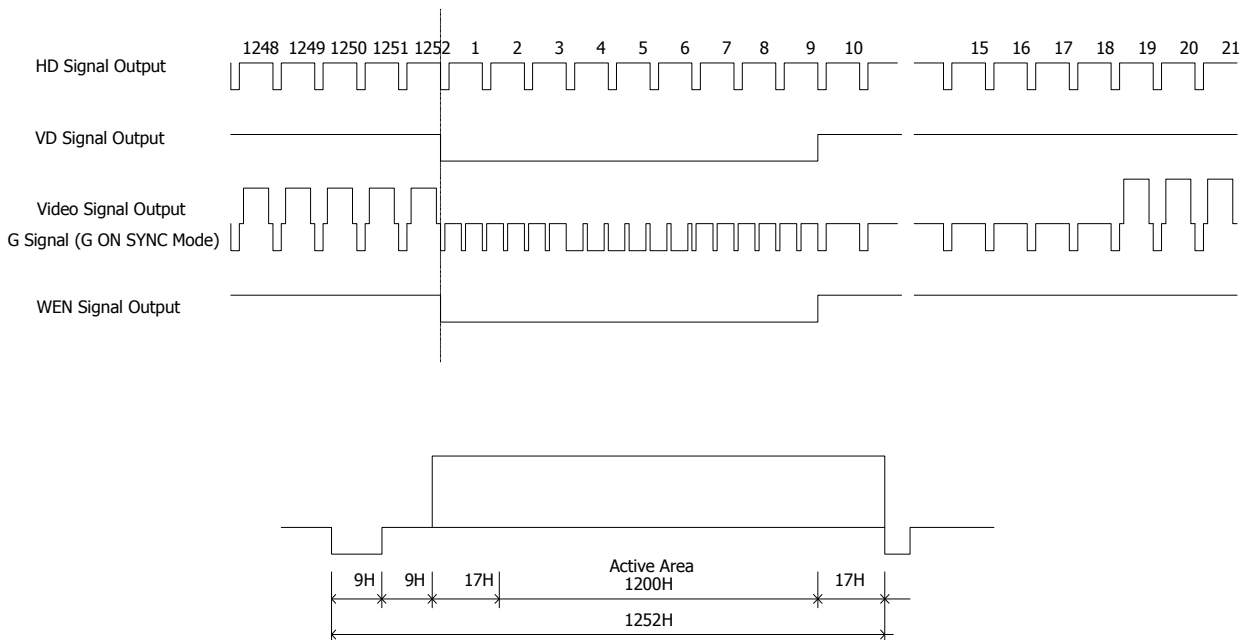 1248 1249 1250 1251 1252 1 2 3 4 5 6 7 8 9 10 15 16 17 18 19 20 21
HD Signal Output
VD Signal Output
Video Signal Output
G Signal (G ON SYNC Mode)
WEN Signal Output
Active Area
9H 9H 17H 1200H 17H
1252H